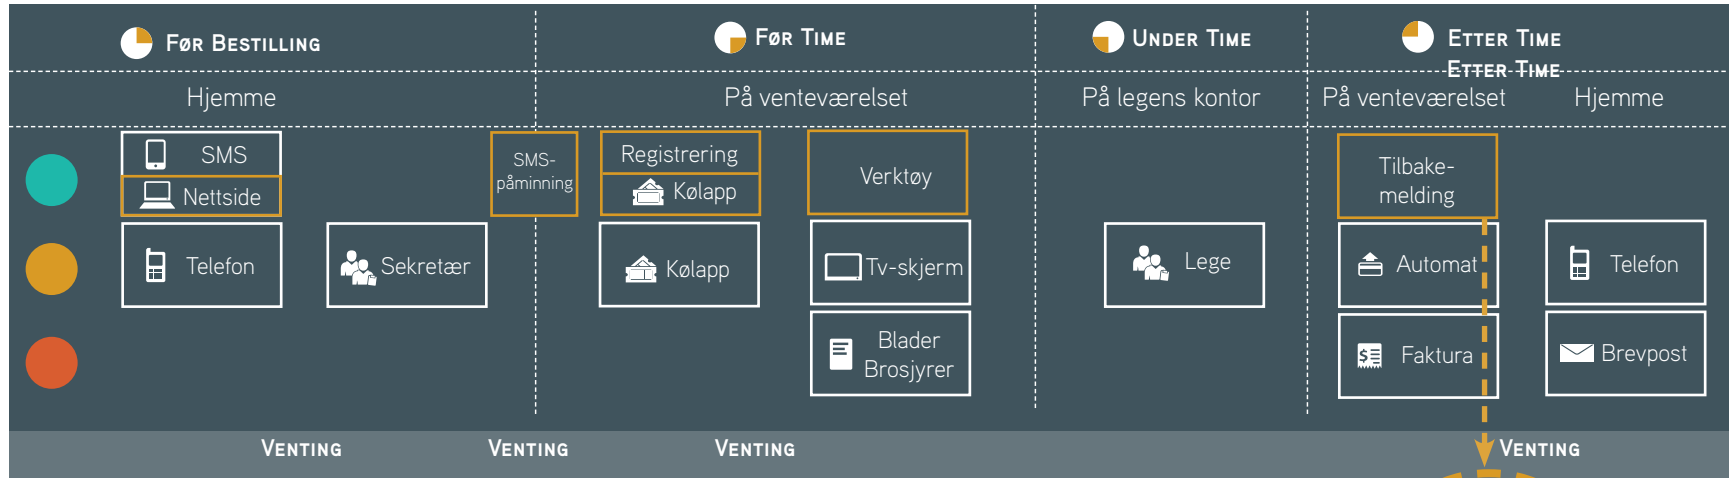 Før Bestilling
Før Time
Under Time
Etter Time
Etter Time
Hjemme
På venteværelset
På legens kontor
På venteværelset
Hjemme
SMS
Nettside
SMS-
påminning
Registrering
Kølapp
Verktøy
Tilbake-
melding
Telefon
Sekretær
Kølapp
Tv-skjerm
Lege
Automat
Telefon
Blader
Brosjyrer
Faktura
Brevpost
Venting
Venting
Venting
Venting